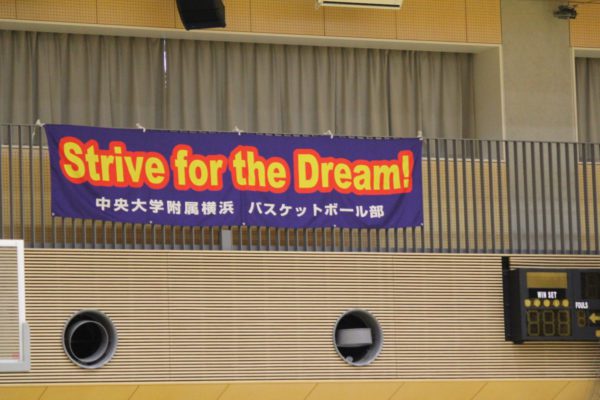 Strive for the Dream!
中央大学附属横浜 バスケットボール部
WIN SET
FOULS